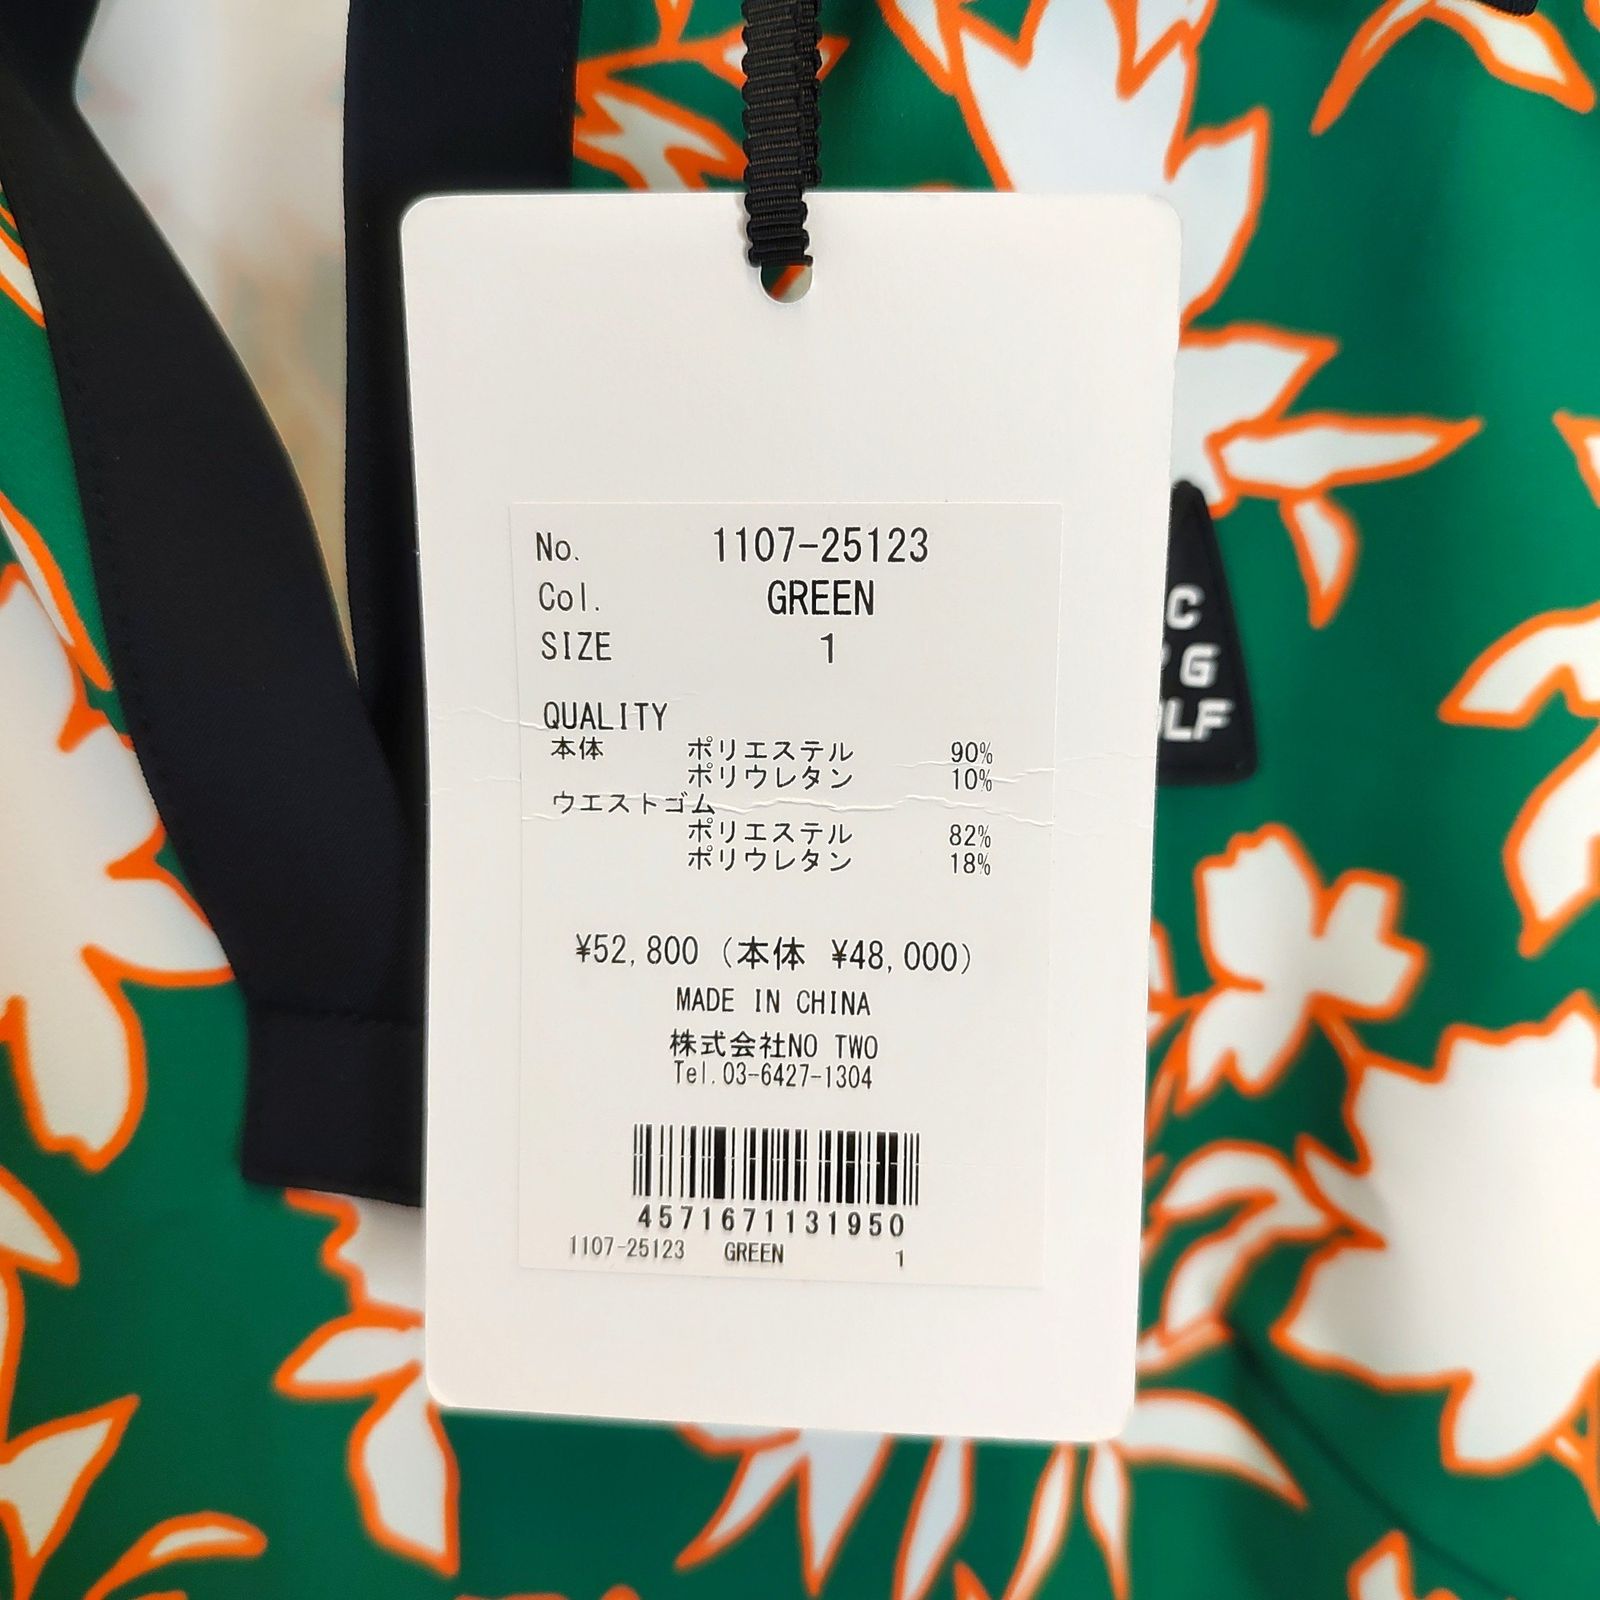 No. 1107-25123
Col. GREEN
SIZE 1
QUALITY
本体 ポリエステル 90%
ポリウレタン 10%
ウエストゴム
ポリエステル 82%
ポリウレタン 18%
¥52,800 (本体 ¥48,000)
MADE IN CHINA
株式会社NO TWO
Tel.03-6427-1304
4571671131950
1107-25123 GREEN 1
C
G
LF